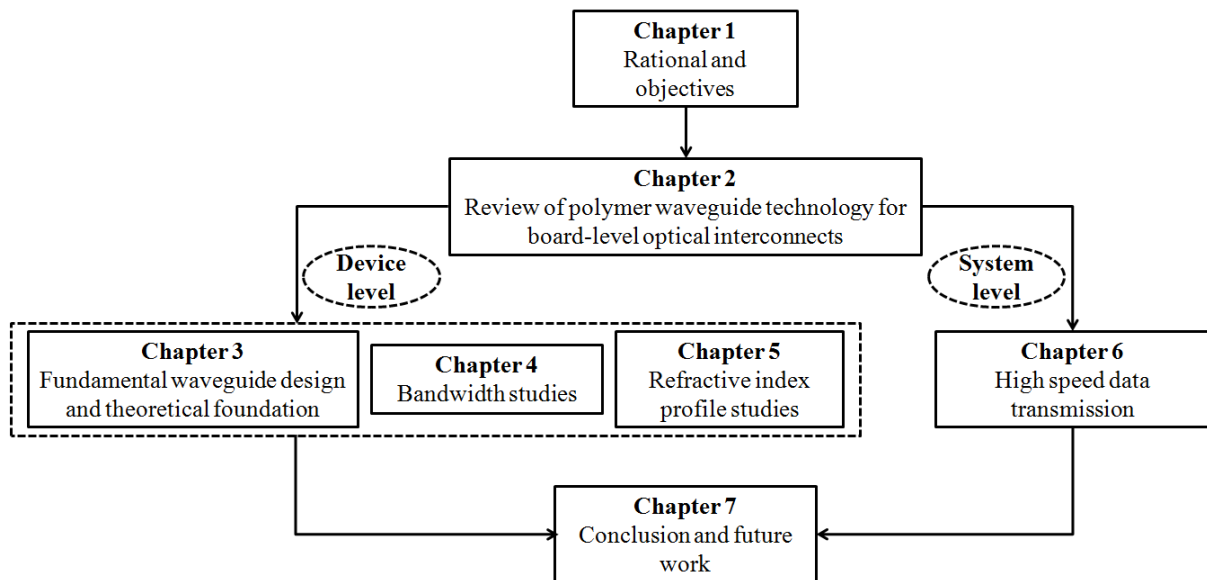 Chapter 1
Rational and
objectives
Chapter 2
Review of polymer waveguide technology for
board-level optical interconnects
Device
level
System
level
Chapter 3
Fundamental waveguide design
and theoretical foundation
Chapter 4
Bandwidth studies
Chapter 5
Refractive index
profile studies
Chapter 6
High speed data
transmission
Chapter 7
Conclusion and future
work